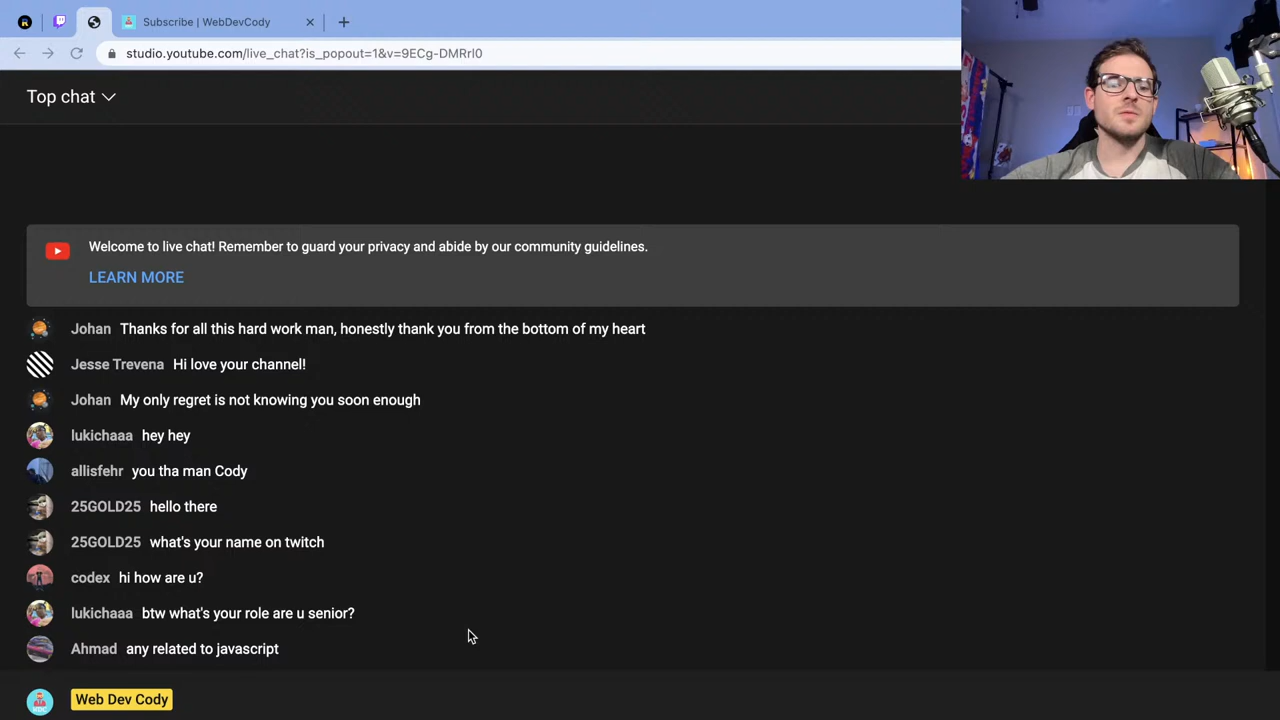 Subscribe | WebDevCody
studio.youtube.com/live_chat?is_popout=1&v=9ECg-DMRrl0
Top chat
Welcome to live chat! Remember to guard your privacy and abide by our community guidelines.
LEARN MORE
Johan Thanks for all this hard work man, honestly thank you from the bottom of my heart
Jesse Trevena Hi love your channel!
Johan My only regret is not knowing you soon enough
lukichaaa hey hey
allisfehr you tha man Cody
25GOLD25 hello there
25GOLD25 what's your name on twitch
codex hi how are u?
lukichaaa btw what's your role are u senior?
Ahmad any related to javascript
Web Dev Cody